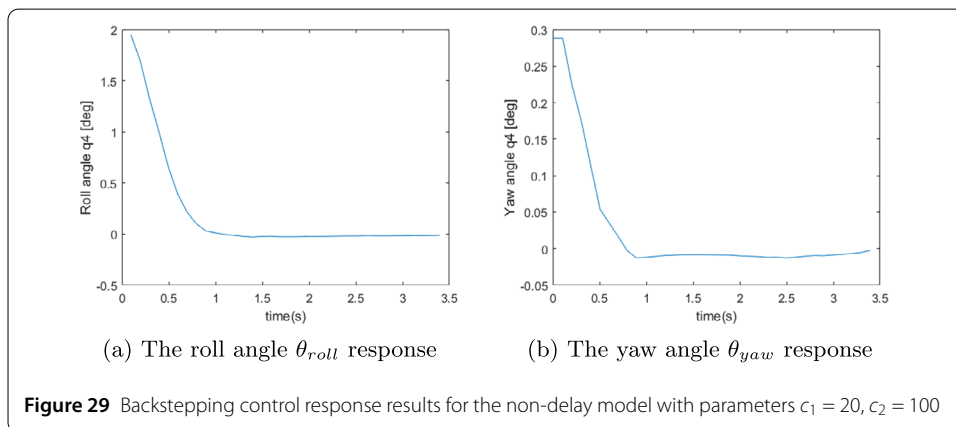 2
1.5
1
0.5
0
-0.5
Roll angle q4 [deg]
0 0.5 1 1.5 2 2.5 3 3.5
time(s)
(a) The roll angle θ_roll response
0.3
0.25
0.2
0.15
0.1
0.05
0
-0.05
Yaw angle q4 [deg]
0 0.5 1 1.5 2 2.5 3 3.5
time(s)
(b) The yaw angle θ_yaw response
Figure 29 Backstepping control response results for the non-delay model with parameters c₁ = 20, c₂ = 100